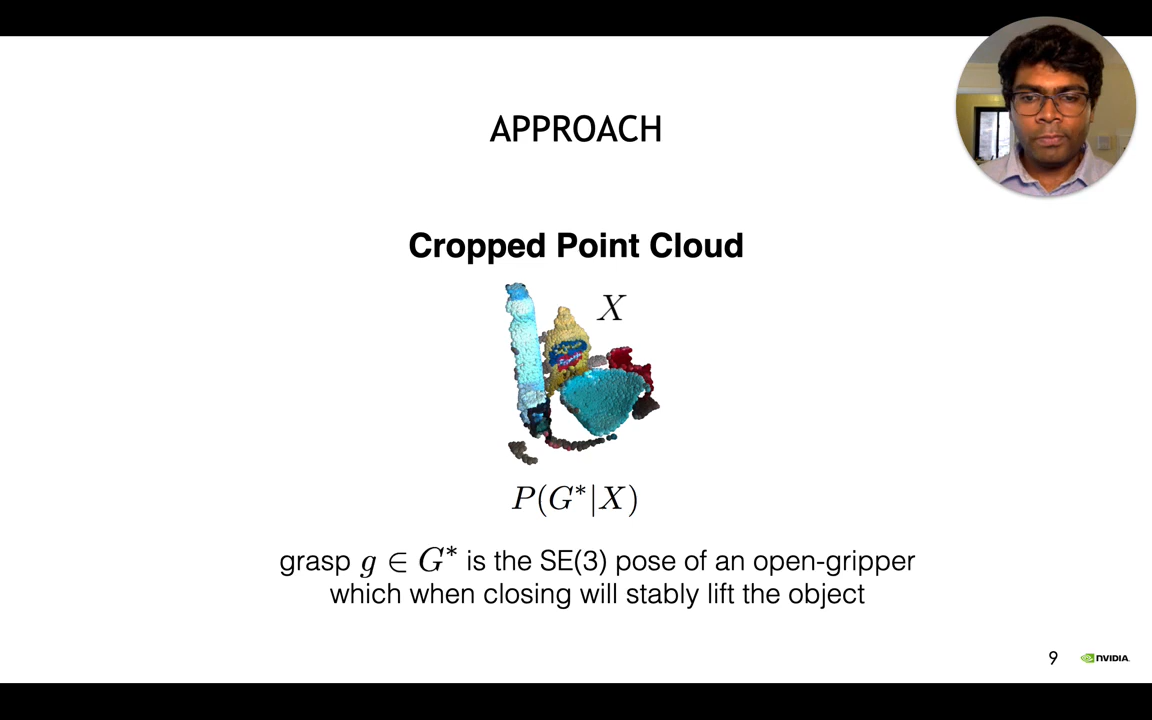 APPROACH
Cropped Point Cloud
X
P(G*|X)
grasp g ∈ G* is the SE(3) pose of an open-gripper
which when closing will stably lift the object
9 NVIDIA.